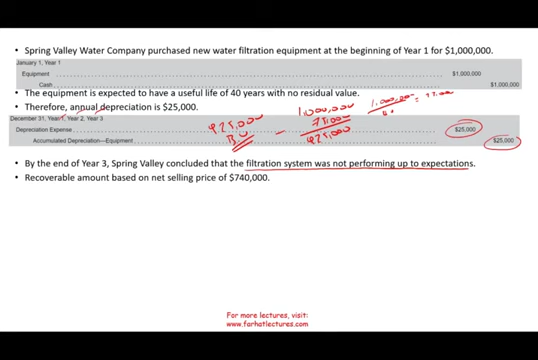 • Spring Valley Water Company purchased new water filtration equipment at the beginning of Year 1 for $1,000,000.
January 1, Year 1
Equipment $1,000,000
Cash $1,000,000
• The equipment is expected to have a useful life of 40 years with no residual value.
• Therefore, annual depreciation is $25,000.
1,000,000
75,000
925,000
925,000
BV
−
1,000,000
=
December 31, Year 1, Year 2, Year 3
Depreciation Expense $25,000
Accumulated Depreciation—Equipment $25,000
• By the end of Year 3, Spring Valley concluded that the filtration system was not performing up to expectations.
• Recoverable amount based on net selling price of $740,000.
For more lectures, visit:
www.farhatlectures.com